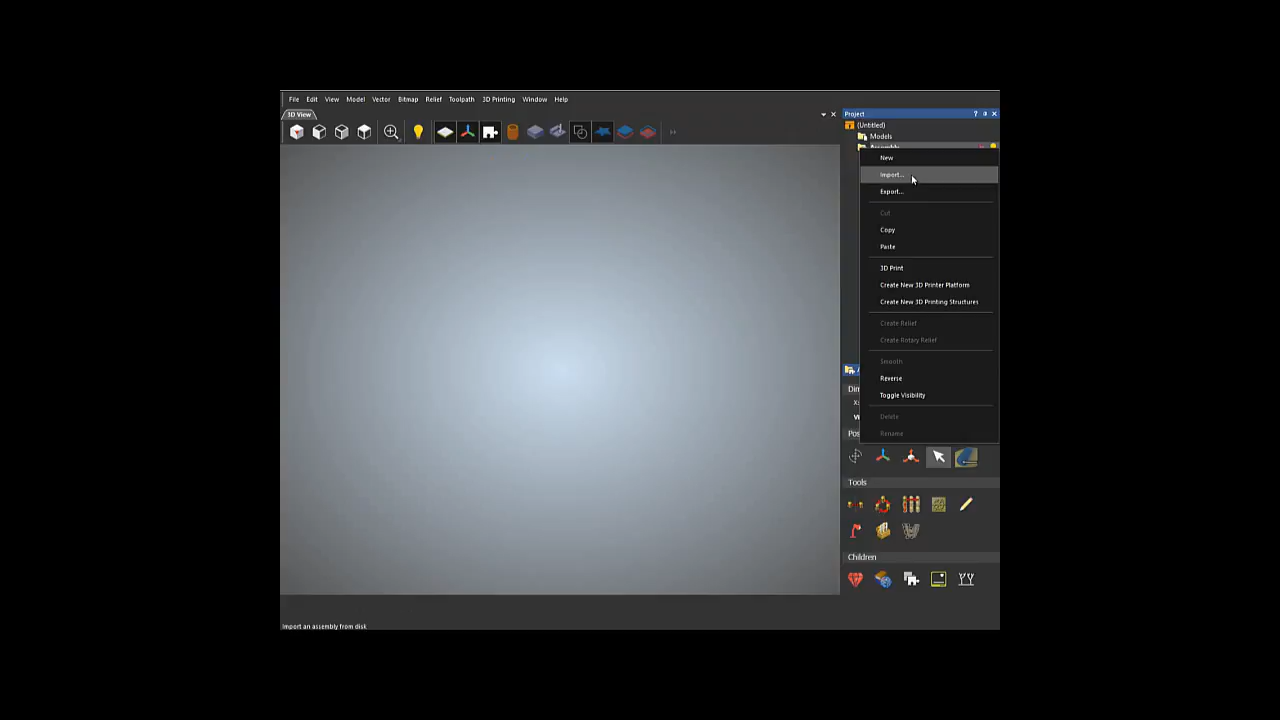 File Edit View Model Vector Bitmap Relief Toolpath 3D Printing Window Help
3D View
Project
(Untitled)
Models
Assembly
New
Import...
Export...
Cut
Copy
Paste
3D Print
Create New 3D Printer Platform
Create New 3D Printing Structures
Create Relief
Create Rotary Relief
Smooth
Reverse
Toggle Visibility
Delete
Rename
Tools
Children
Import an assembly from disk